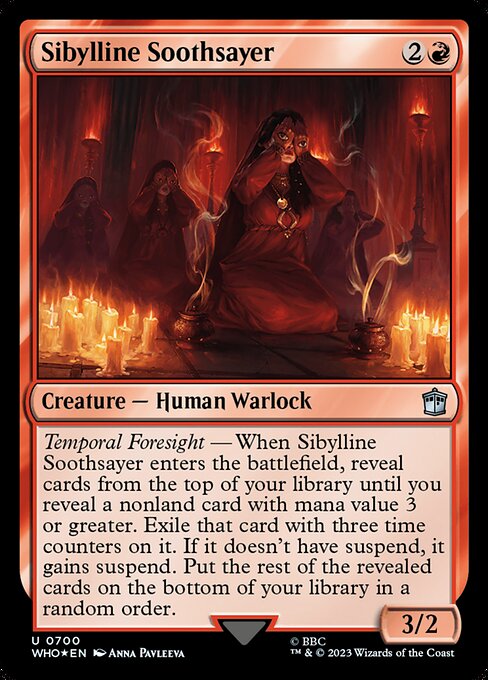 Sibylline Soothsayer 2
Creature — Human Warlock
Temporal Foresight — When Sibylline
Soothsayer enters the battlefield, reveal
cards from the top of your library until you
reveal a nonland card with mana value 3
or greater. Exile that card with three time
counters on it. If it doesn't have suspend, it
gains suspend. Put the rest of the revealed
cards on the bottom of your library in a
random order.
3/2
U 0700
WHO★EN Anna Pavleeva
© BBC
™ & © 2023 Wizards of the Coast